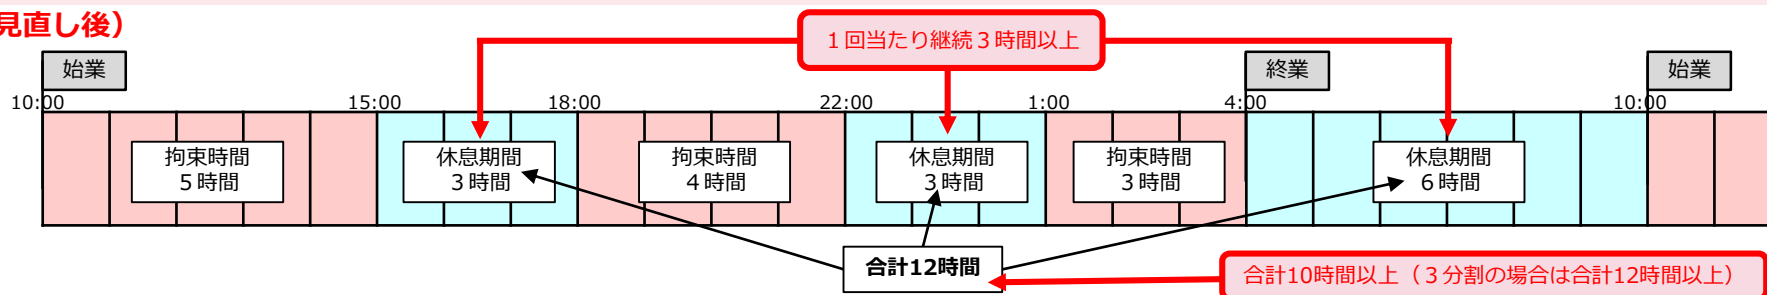 見直し後）
１回当たり継続３時間以上
始業
終業
始業
10:00
15:00
18:00
22:00
1:00
4:00
10:00
拘束時間
５時間
休息期間
３時間
拘束時間
４時間
休息期間
３時間
拘束時間
３時間
休息期間
６時間
合計12時間
合計10時間以上（３分割の場合は合計12時間以上）